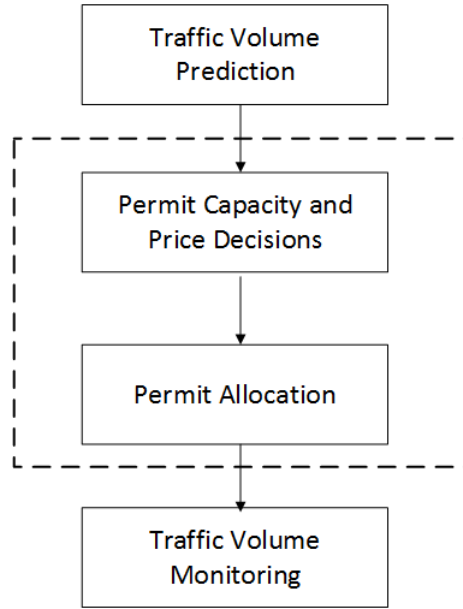 Traffic Volume
Prediction
Permit Capacity and
Price Decisions
Permit Allocation
Traffic Volume
Monitoring